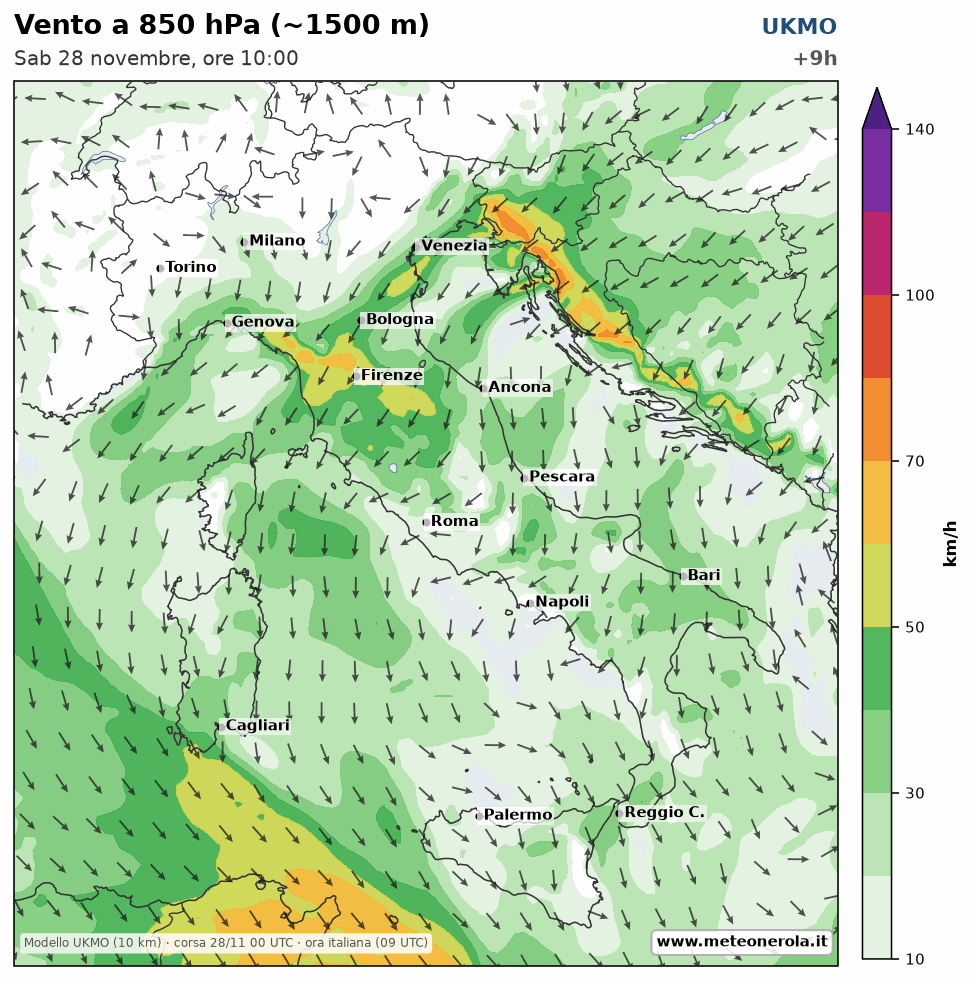 Vento a 850 hPa (~1500 m)
UKMO
Sab 28 novembre, ore 10:00
+9h
140
Milano
Venezia
Torino
100
Genova
Bologna
Firenze
Ancona
70
Pescara
Roma
km/h
Bari
Napoli
50
Cagliari
30
Palermo
Reggio C.
Modello UKMO (10 km) · corsa 28/11 00 UTC · ora italiana (09 UTC)
www.meteonerola.it
10